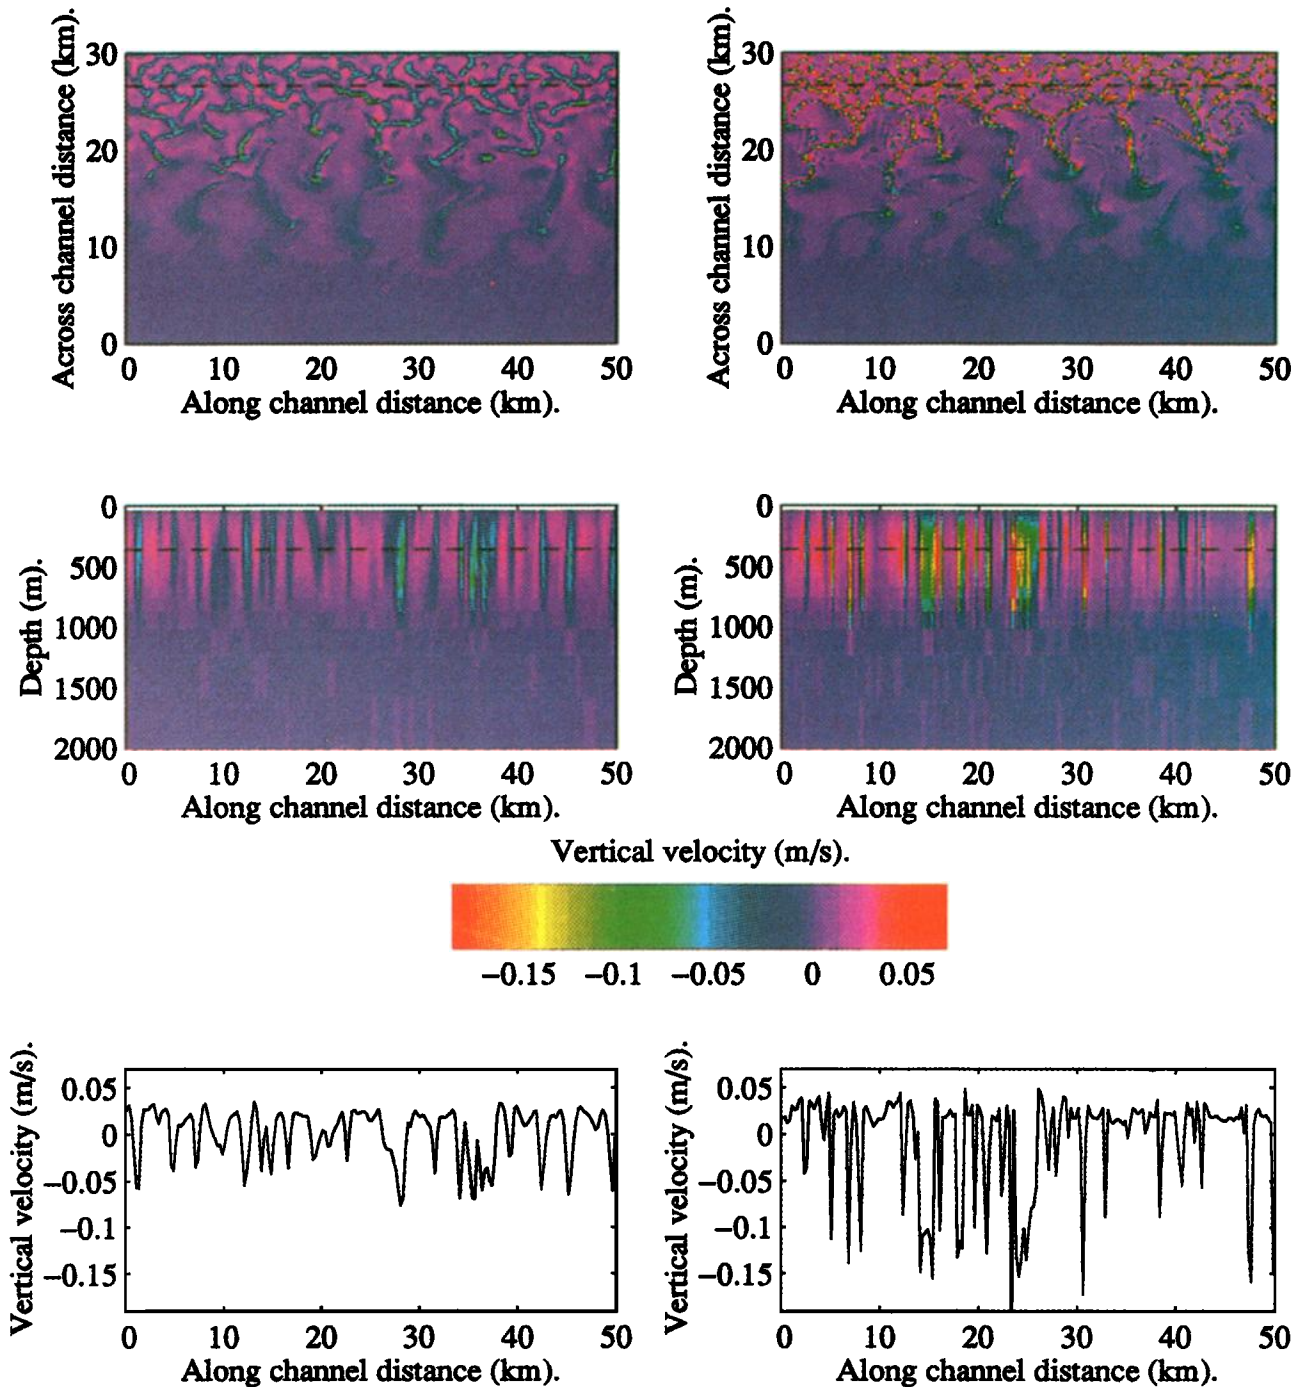 Across channel distance (km).
30
20
10
0
0 10 20 30 40 50
Along channel distance (km).
Across channel distance (km).
30
20
10
0
0 10 20 30 40 50
Along channel distance (km).
Depth (m).
0
500
1000
1500
2000
0 10 20 30 40 50
Along channel distance (km).
Depth (m).
0
500
1000
1500
2000
0 10 20 30 40 50
Along channel distance (km).
Vertical velocity (m/s).
−0.15 −0.1 −0.05 0 0.05
Vertical velocity (m/s).
0.05
0
−0.05
−0.1
−0.15
0 10 20 30 40 50
Along channel distance (km).
Vertical velocity (m/s).
0.05
0
−0.05
−0.1
−0.15
0 10 20 30 40 50
Along channel distance (km).